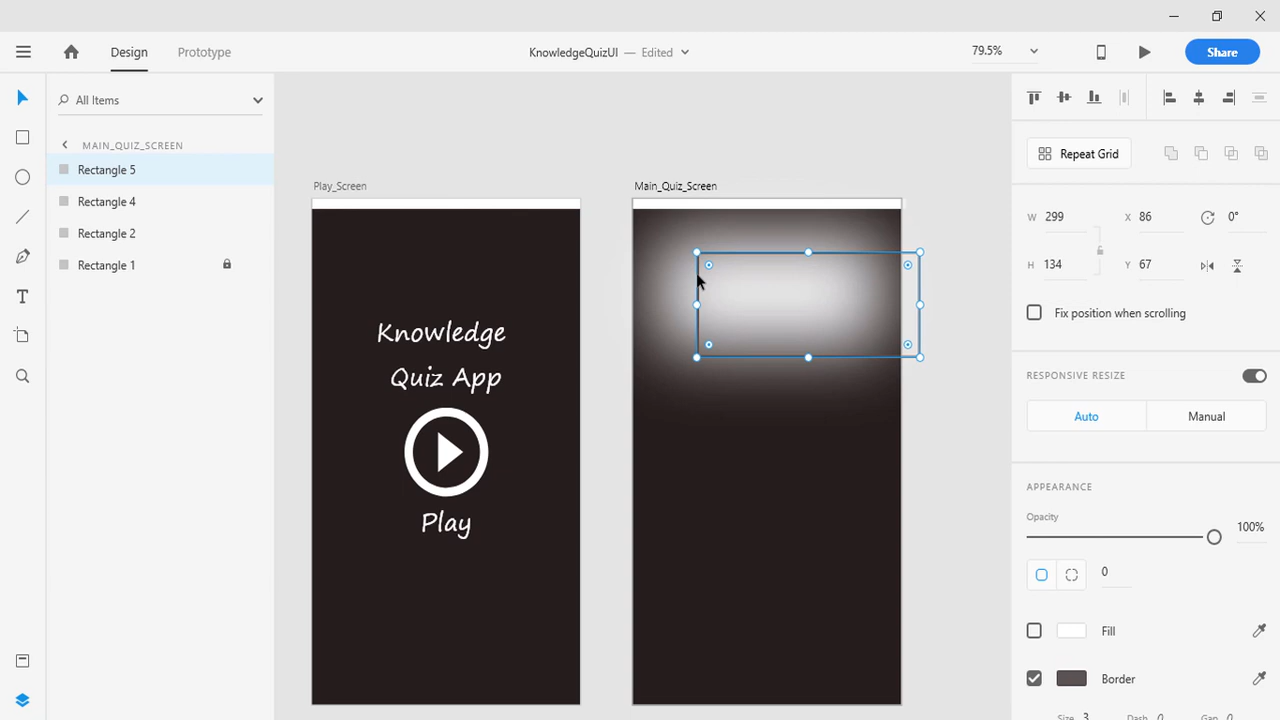 Design
Prototype
KnowledgeQuizUI — Edited
79.5%
Share
All Items
MAIN_QUIZ_SCREEN
Rectangle 5
Rectangle 4
Rectangle 2
Rectangle 1
Play_Screen
Main_Quiz_Screen
Knowledge
Quiz App
Play
Repeat Grid
W 299 X 86 0°
H 134 Y 67
Fix position when scrolling
RESPONSIVE RESIZE
Auto Manual
APPEARANCE
Opacity
100%
0
Fill
Border
Size 3 Dash 0 Gap 0